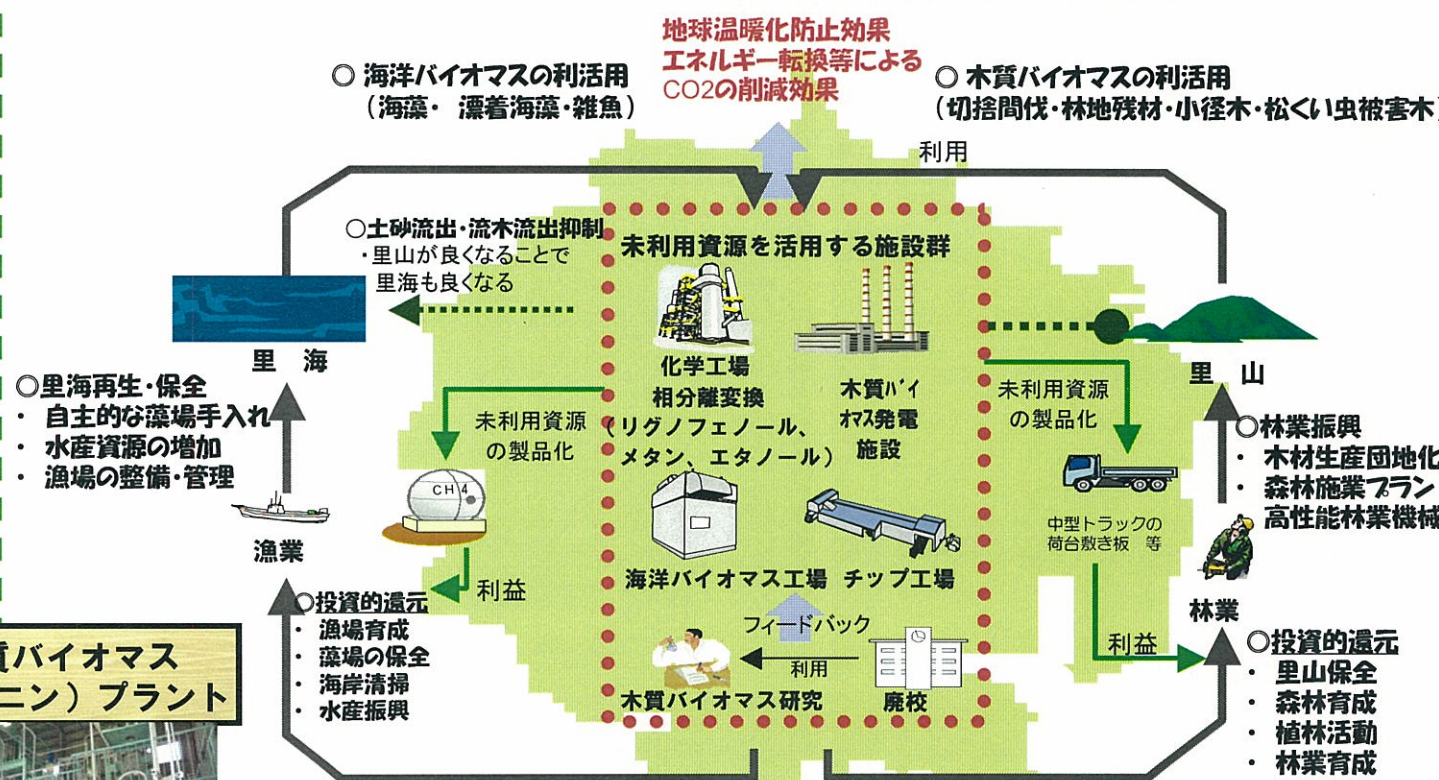 地球温暖化防止効果
エネルギー転換等による
CO2の削減効果
○ 海洋バイオマスの利活用
(海藻・ 漂着海藻・雑魚)
○ 木質バイオマスの利活用
(切捨間伐・林地残材・小径木・松くい虫被害木)
利用
○土砂流出・流木流出抑制
・里山が良くなることで
里海も良くなる
未利用資源を活用する施設群
里 海
化学工場
相分離変換
(リグノフェノール、
メタン、エタノール)
木質バイ
オマス発電
施設
里 山
○里海再生・保全
・ 自主的な藻場手入れ
・ 水産資源の増加
・ 漁場の整備・管理
未利用資源
の製品化
未利用資源
の製品化
○林業振興
・ 木材生産団地化
・ 森林施業プラン
・ 高性能林業機械
CH4
漁業
中型トラックの
荷台敷き板 等
海洋バイオマス工場 チップ工場
利益
林業
○投資的還元
・ 漁場育成
・ 藻場の保全
・ 海岸清掃
・ 水産振興
フィードバック
利用
木質バイオマス研究
廃校
利益
○投資的還元
・ 里山保全
・ 森林育成
・ 植林活動
・ 林業育成
質バイオマス
ニン)プラント